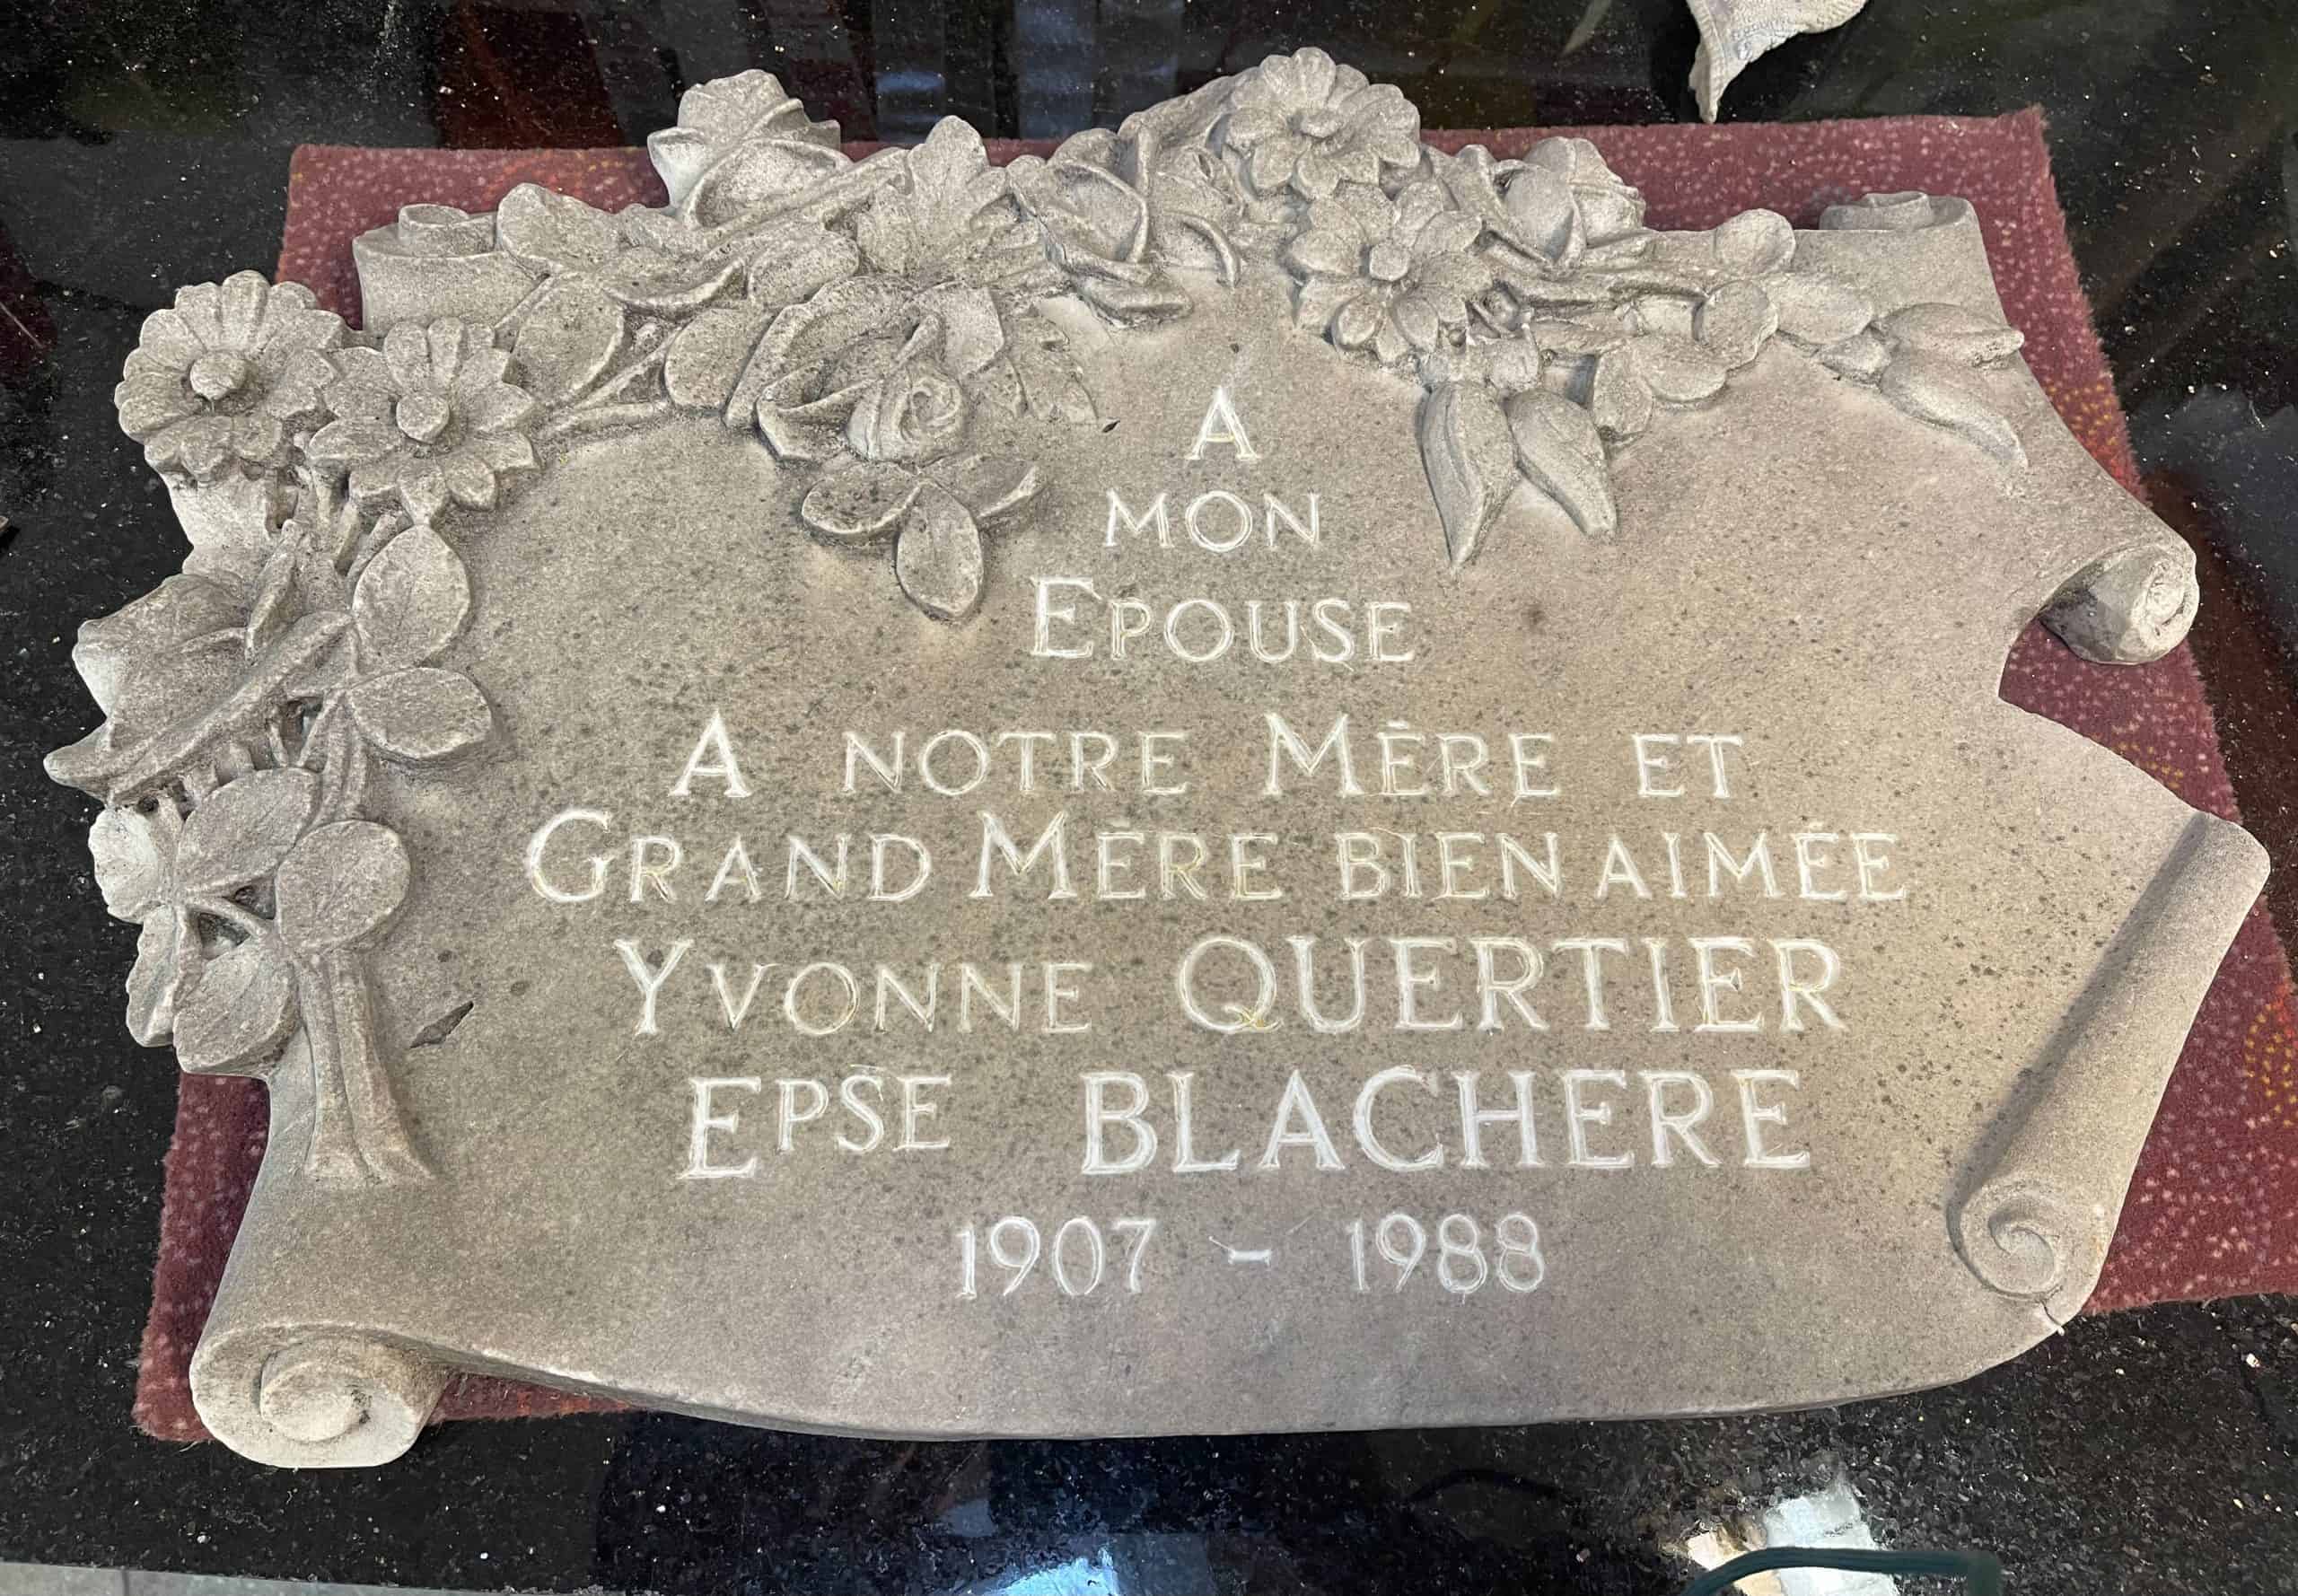 A
MON
EPOUSE
A NOTRE MÈRE ET
GRAND MÈRE BIEN AIMÉE
YVONNE QUERTIER
EPSE BLACHERE
1907 - 1988